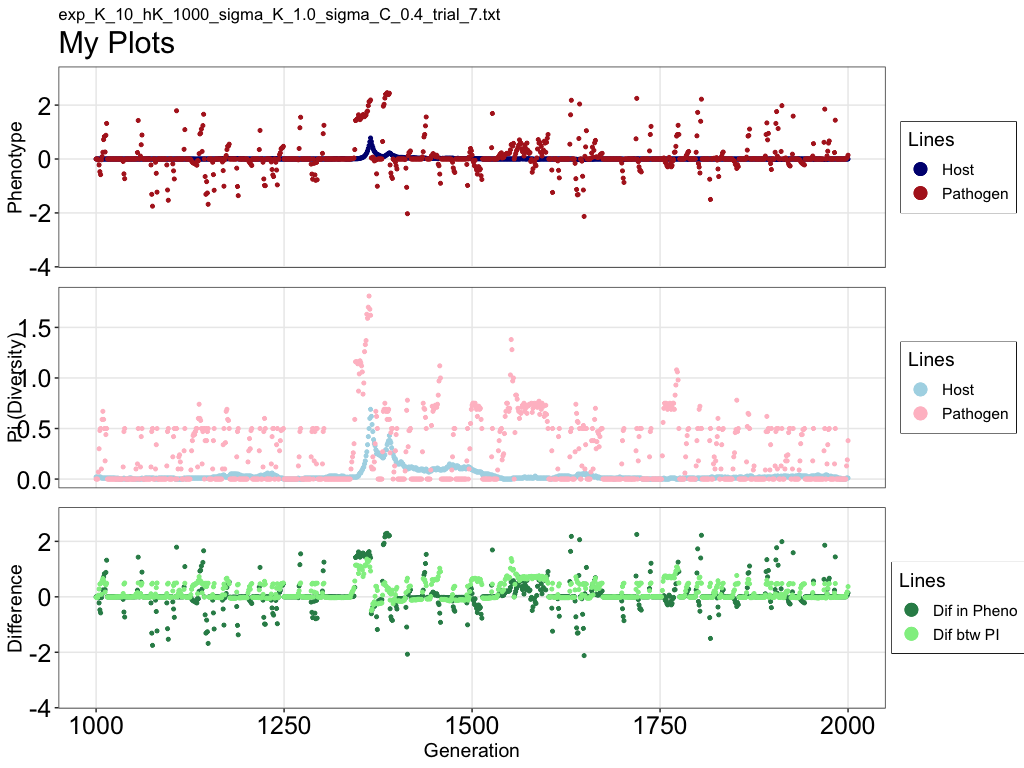 exp_K_10_hK_1000_sigma_K_1.0_sigma_C_0.4_trial_7.txt
My Plots
Phenotype
2
0
-2
-4
Lines
Host
Pathogen
Pi (Diversity)
1.5
1.0
0.5
0.0
Lines
Host
Pathogen
Difference
2
0
-2
-4
Lines
Dif in Pheno
Dif btw PI
1000
1250
1500
1750
2000
Generation